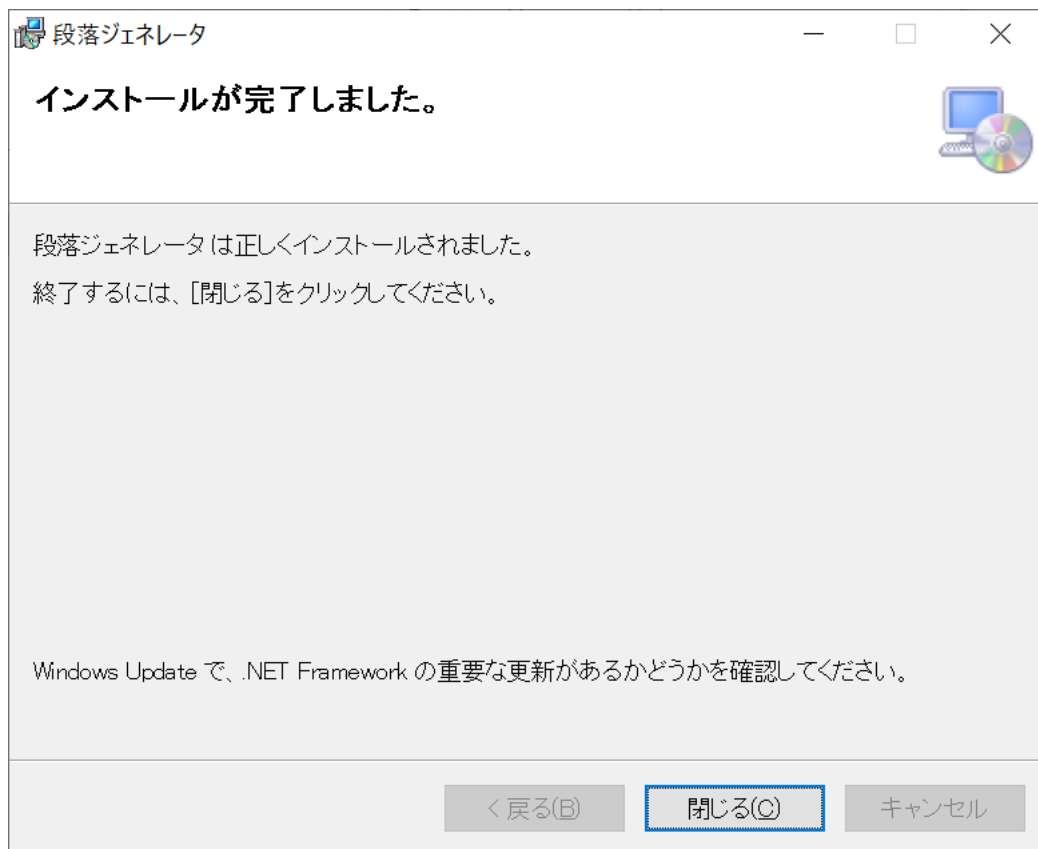 段落ジェネレータ
インストールが完了しました。
段落ジェネレータ は正しくインストールされました。
終了するには、[閉じる]をクリックしてください。
Windows Update で、.NET Framework の重要な更新があるかどうかを確認してください。
< 戻る(B)
閉じる(C)
キャンセル